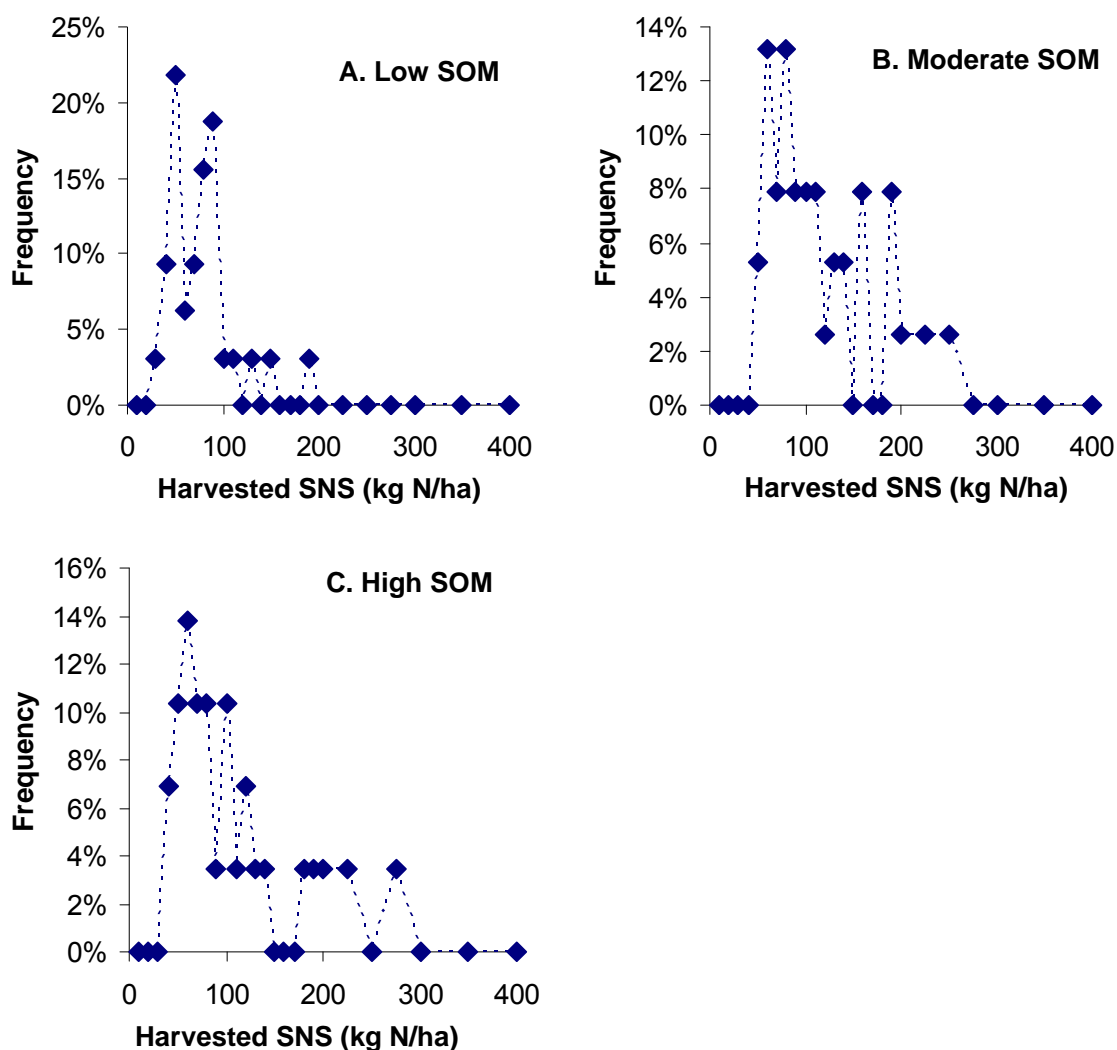 A. Low SOM
25%
20%
15%
10%
5%
0%
Frequency
0 100 200 300 400
Harvested SNS (kg N/ha)
B. Moderate SOM
14%
12%
10%
8%
6%
4%
2%
0%
Frequency
0 100 200 300 400
Harvested SNS (kg N/ha)
C. High SOM
16%
14%
12%
10%
8%
6%
4%
2%
0%
Frequency
0 100 200 300 400
Harvested SNS (kg N/ha)